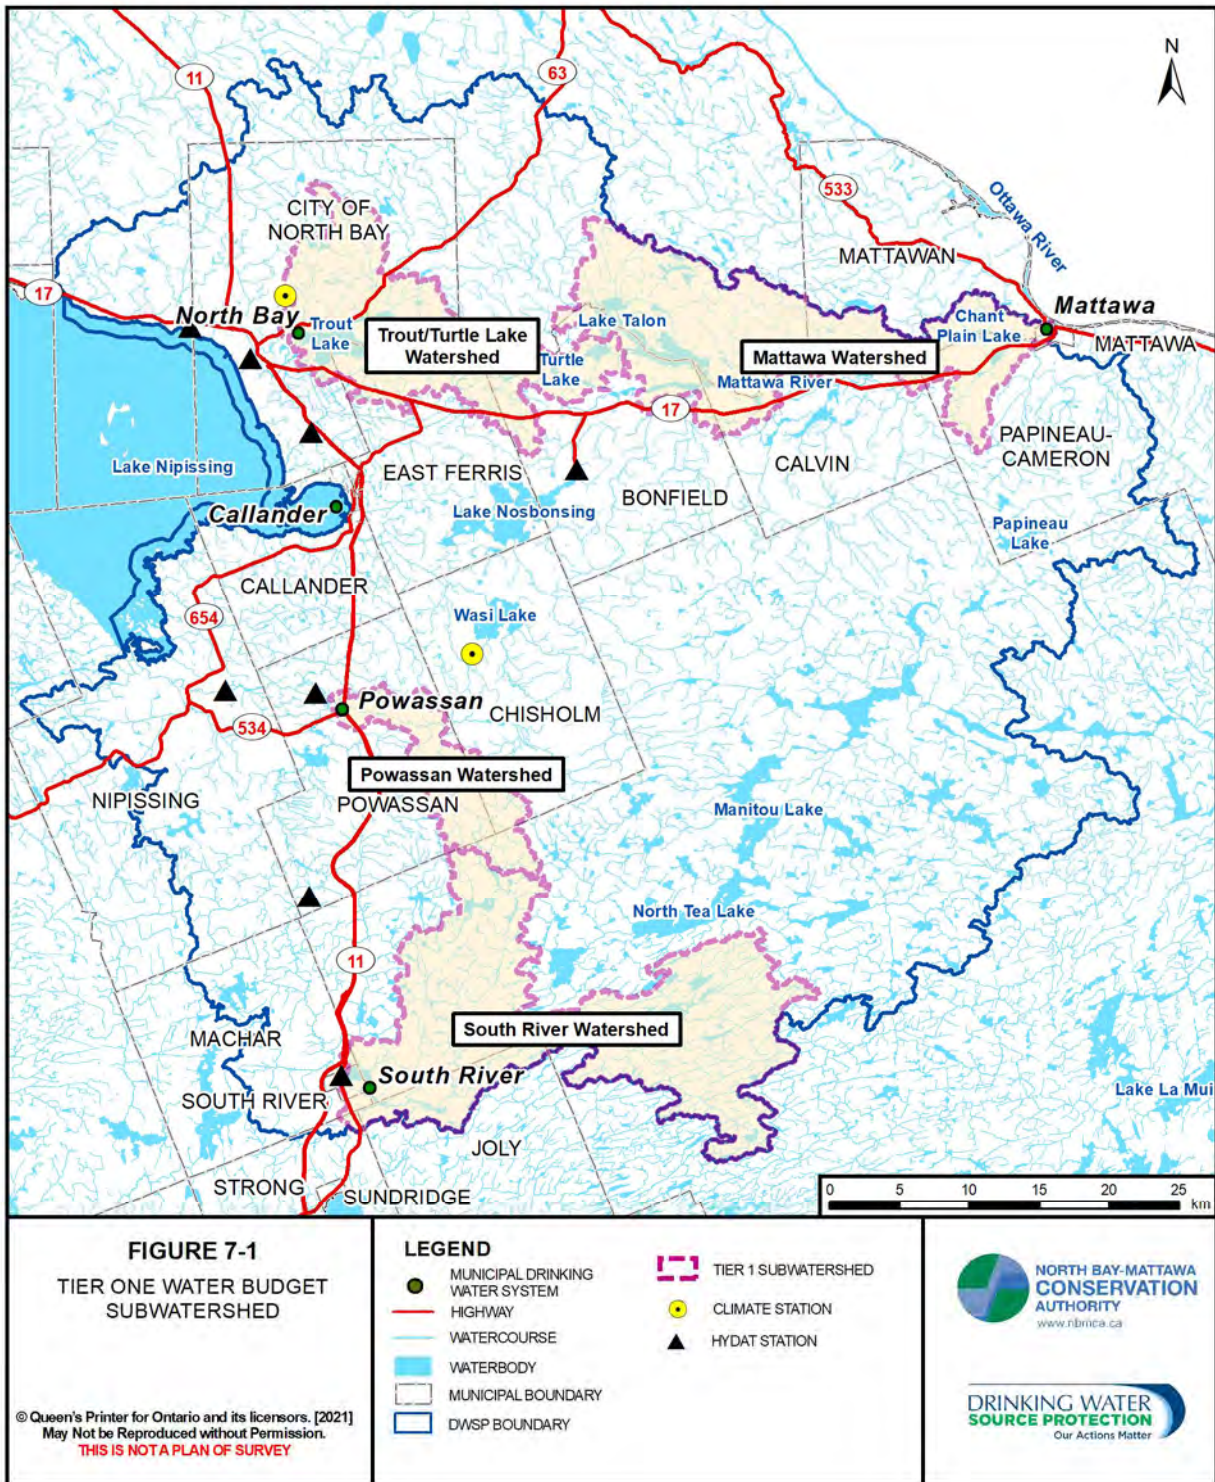 N
11
63
533
Ottawa River
CITY OF
NORTH BAY
MATTAWAN
17
North Bay
Trout
Lake
Trout/Turtle Lake
Watershed
Lake Talon
Turtle
Lake
Mattawa Watershed
Chant
Plain Lake
Mattawa
MATTAWA
Mattawa River
17
Lake Nipissing
EAST FERRIS
CALVIN
PAPINEAU-
CAMERON
BONFIELD
Callander
Lake Nosbonsing
Papineau
Lake
CALLANDER
654
Wasi Lake
Powassan
CHISHOLM
534
Powassan Watershed
NIPISSING
POWASSAN
Manitou Lake
North Tea Lake
11
South River Watershed
MACHAR
South River
SOUTH RIVER
Lake La Mui
JOLY
STRONG
SUNDRIDGE
0 5 10 15 20 25
km
FIGURE 7-1
TIER ONE WATER BUDGET
SUBWATERSHED
© Queen's Printer for Ontario and its licensors. [2021]
May Not be Reproduced without Permission.
THIS IS NOT A PLAN OF SURVEY
LEGEND
MUNICIPAL DRINKING
WATER SYSTEM
HIGHWAY
WATERCOURSE
WATERBODY
MUNICIPAL BOUNDARY
DWSP BOUNDARY
TIER 1 SUBWATERSHED
CLIMATE STATION
HYDAT STATION
NORTH BAY-MATTAWA
CONSERVATION
AUTHORITY
www.nbmca.ca
DRINKING WATER
SOURCE PROTECTION
Our Actions Matter